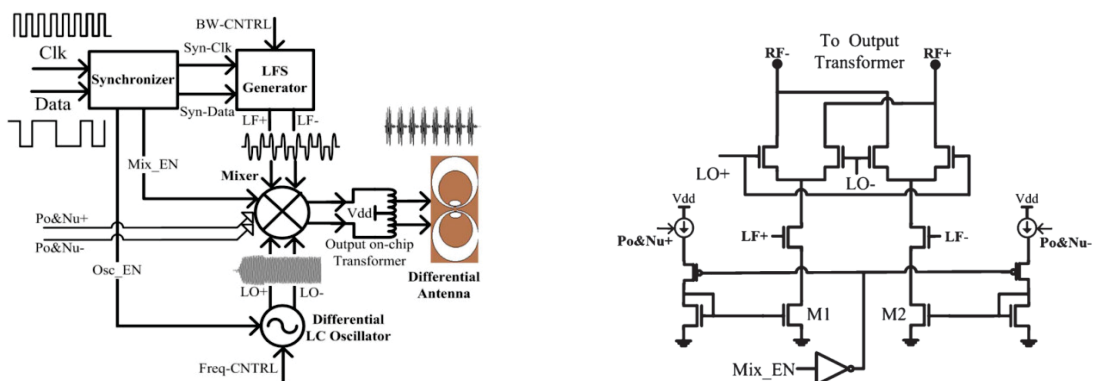 BW-CNTRL
Clk
Data
Synchronizer
Syn-Clk
Syn-Data
LFS
Generator
LF+
LF-
Mix_EN
Mixer
Po&Nu+
Po&Nu-
Osc_EN
Vdd
Output on-chip
Transformer
LO+
LO-
Differential
Antenna
Differential
LC Oscillator
Freq-CNTRL
To Output
Transformer
RF-
RF+
LO+
LO-
Vdd
Vdd
Po&Nu+
LF+
LF-
Po&Nu-
M1
M2
Mix_EN